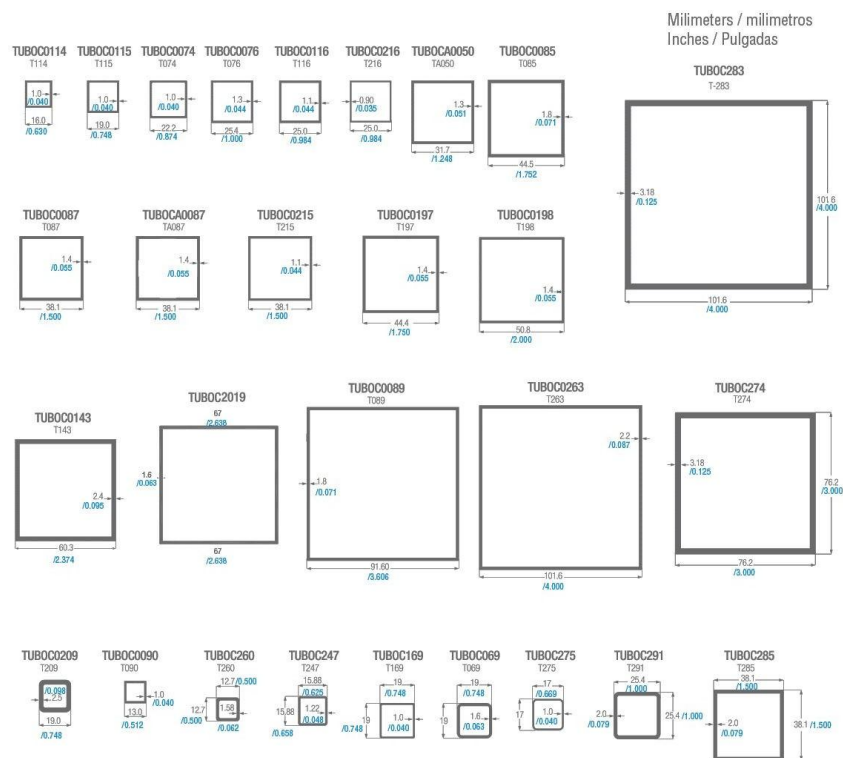 Milimeters / milimetros
Inches / Pulgadas
TUBOC0114
T114
1.0
/0.040
16.0
/0.630
TUBOC0115
T115
1.0
/0.040
19.0
/0.748
TUBOC0074
T074
1.0
/0.040
22.2
/0.874
TUBOC0076
T076
1.3
/0.044
25.4
/1.000
TUBOC0116
T116
1.1
/0.044
25.0
/0.984
TUBOC0216
T216
0.90
/0.035
25.0
/0.984
TUBOCA0050
TA050
1.3
/0.051
31.7
/1.248
TUBOC0085
T085
1.8
/0.071
44.5
/1.752
TUBOC283
T-283
3.18
/0.125
101.6
/4.000
101.6
/4.000
TUBOC0087
T087
1.4
/0.055
38.1
/1.500
TUBOCA0087
TA087
1.4
/0.055
38.1
/1.500
TUBOC0215
T215
1.1
/0.044
38.1
/1.500
TUBOC0197
T197
1.4
/0.055
44.4
/1.750
TUBOC0198
T198
1.4
/0.055
50.8
/2.000
TUBOC0143
T143
2.4
/0.095
60.3
/2.374
TUBOC2019
67
/2.638
1.6
/0.063
67
/2.638
TUBOC0089
T089
1.8
/0.071
91.60
/3.606
TUBOC0263
T263
2.2
/0.087
101.6
/4.000
TUBOC274
T274
3.18
/0.125
76.2
/3.000
76.2
/3.000
TUBOC0209
T209
/0.098
2.5
19.0
/0.748
TUBOC0090
T090
1.0
/0.040
13.0
/0.512
TUBOC260
T260
12.7/0.500
12.7
/0.500
1.58
/0.062
TUBOC247
T247
15.88
/0.625
15.88
/0.658
1.22
/0.048
TUBOC169
T169
19
/0.748
19
/0.748
1.0
/0.040
TUBOC069
T069
19
/0.748
19
1.6
/0.063
TUBOC275
T275
17
/0.669
17
1.0
/0.040
TUBOC291
T291
25.4
/1.000
2.0
/0.079
25.4 /1.000
TUBOC285
T285
38.1
/1.500
2.0
/0.079
38.1 /1.500